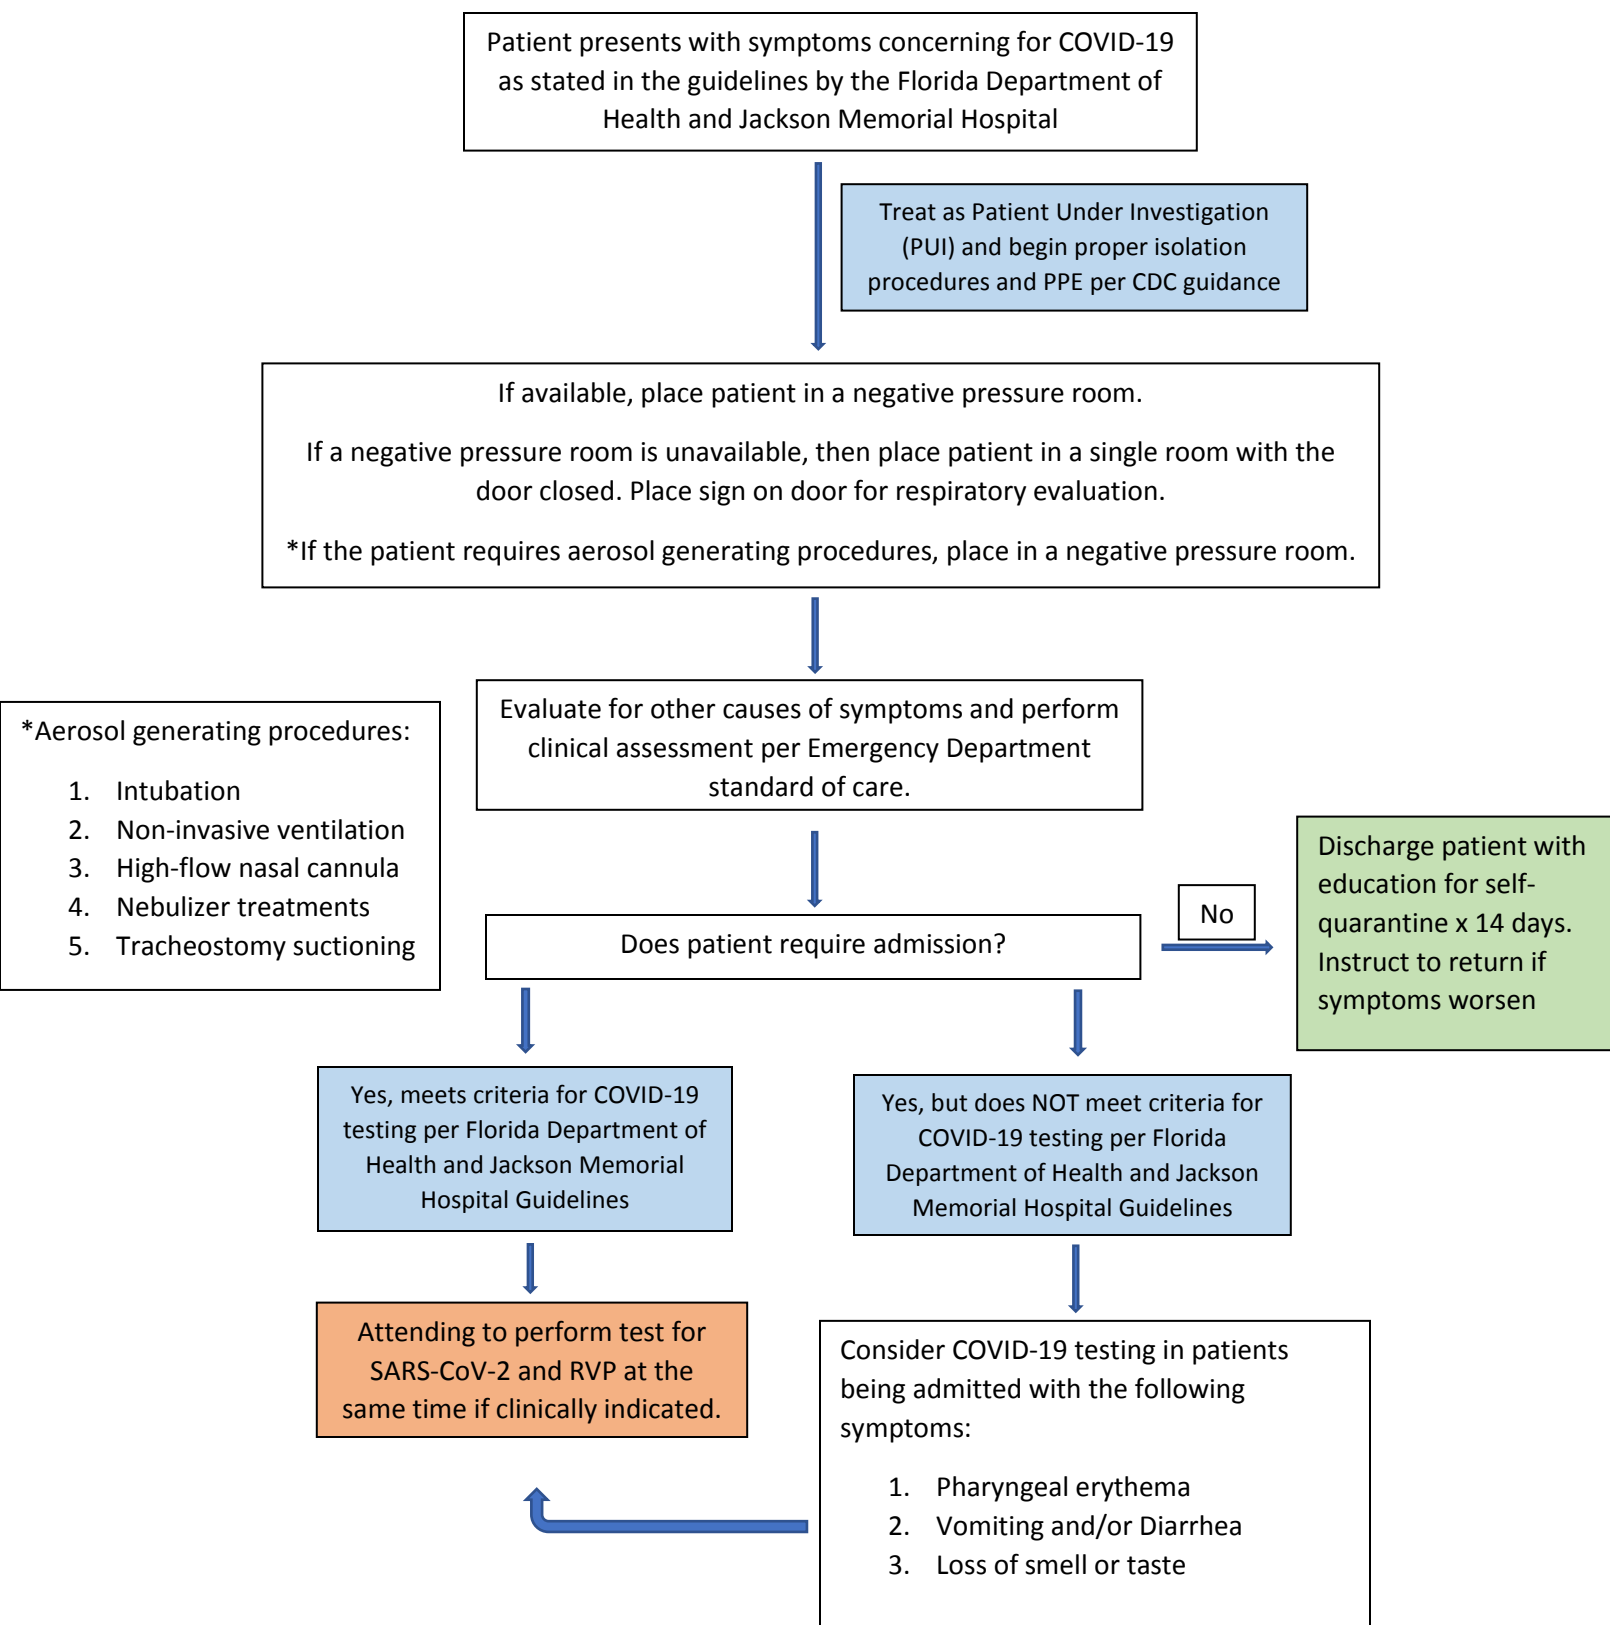 Patient presents with symptoms concerning for COVID-19
as stated in the guidelines by the Florida Department of
Health and Jackson Memorial Hospital
Treat as Patient Under Investigation
(PUI) and begin proper isolation
procedures and PPE per CDC guidance
If available, place patient in a negative pressure room.
If a negative pressure room is unavailable, then place patient in a single room with the
door closed. Place sign on door for respiratory evaluation.
*If the patient requires aerosol generating procedures, place in a negative pressure room.
*Aerosol generating procedures:
1. Intubation
2. Non-invasive ventilation
3. High-flow nasal cannula
4. Nebulizer treatments
5. Tracheostomy suctioning
Evaluate for other causes of symptoms and perform
clinical assessment per Emergency Department
standard of care.
Does patient require admission?
No
Discharge patient with
education for self-
quarantine x 14 days.
Instruct to return if
symptoms worsen
Yes, meets criteria for COVID-19
testing per Florida Department of
Health and Jackson Memorial
Hospital Guidelines
Yes, but does NOT meet criteria for
COVID-19 testing per Florida
Department of Health and Jackson
Memorial Hospital Guidelines
Attending to perform test for
SARS-CoV-2 and RVP at the
same time if clinically indicated.
Consider COVID-19 testing in patients
being admitted with the following
symptoms:
1. Pharyngeal erythema
2. Vomiting and/or Diarrhea
3. Loss of smell or taste